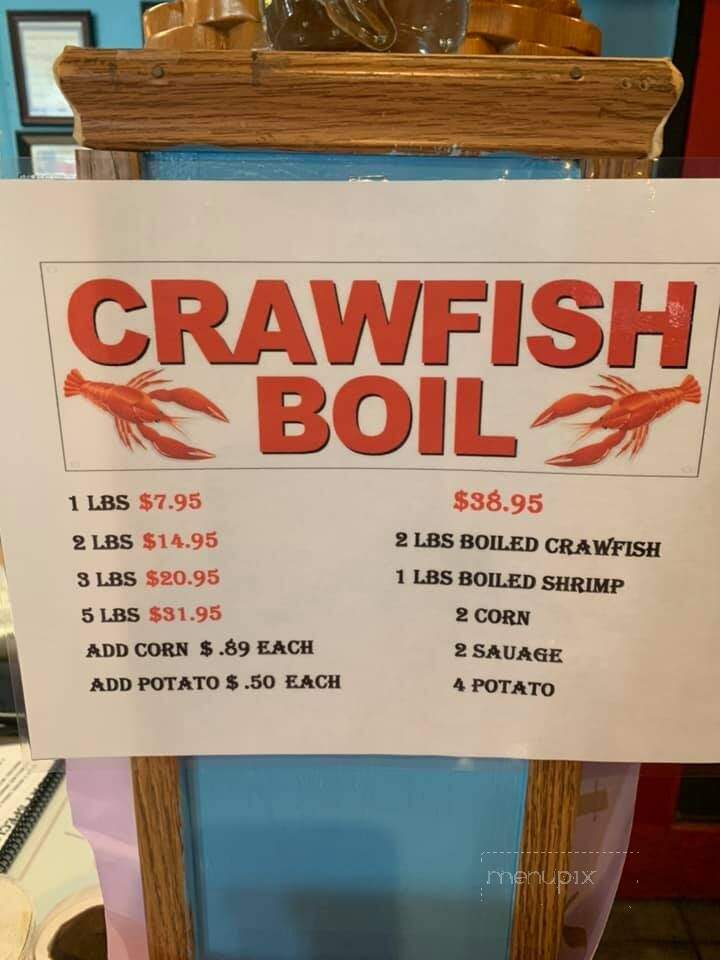 CRAWFISH
BOIL
1 LBS $7.95
2 LBS $14.95
3 LBS $20.95
5 LBS $31.95
ADD CORN $ .89 EACH
ADD POTATO $ .50 EACH
$38.95
2 LBS BOILED CRAWFISH
1 LBS BOILED SHRIMP
2 CORN
2 SAUAGE
4 POTATO
menupix